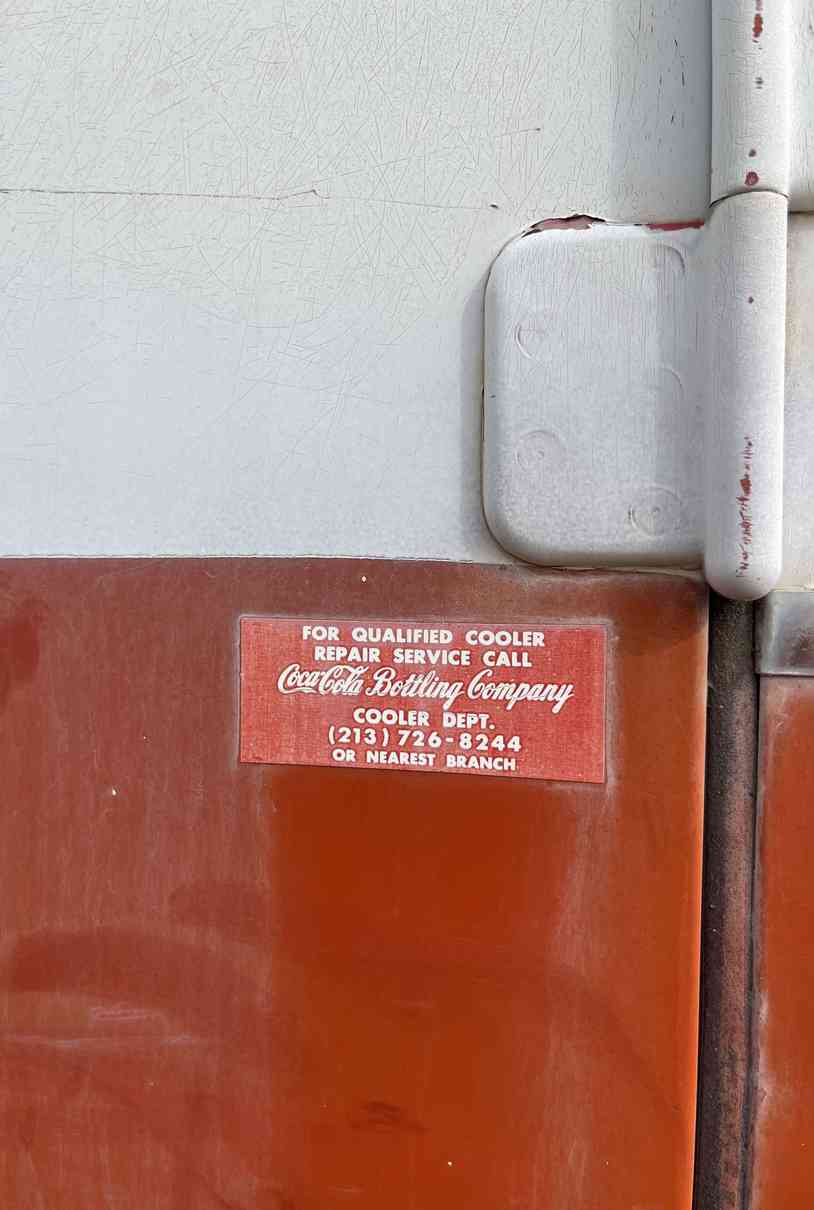 FOR QUALIFIED COOLER
REPAIR SERVICE CALL
Coca-Cola Bottling Company
COOLER DEPT.
(213) 726-8244
OR NEAREST BRANCH